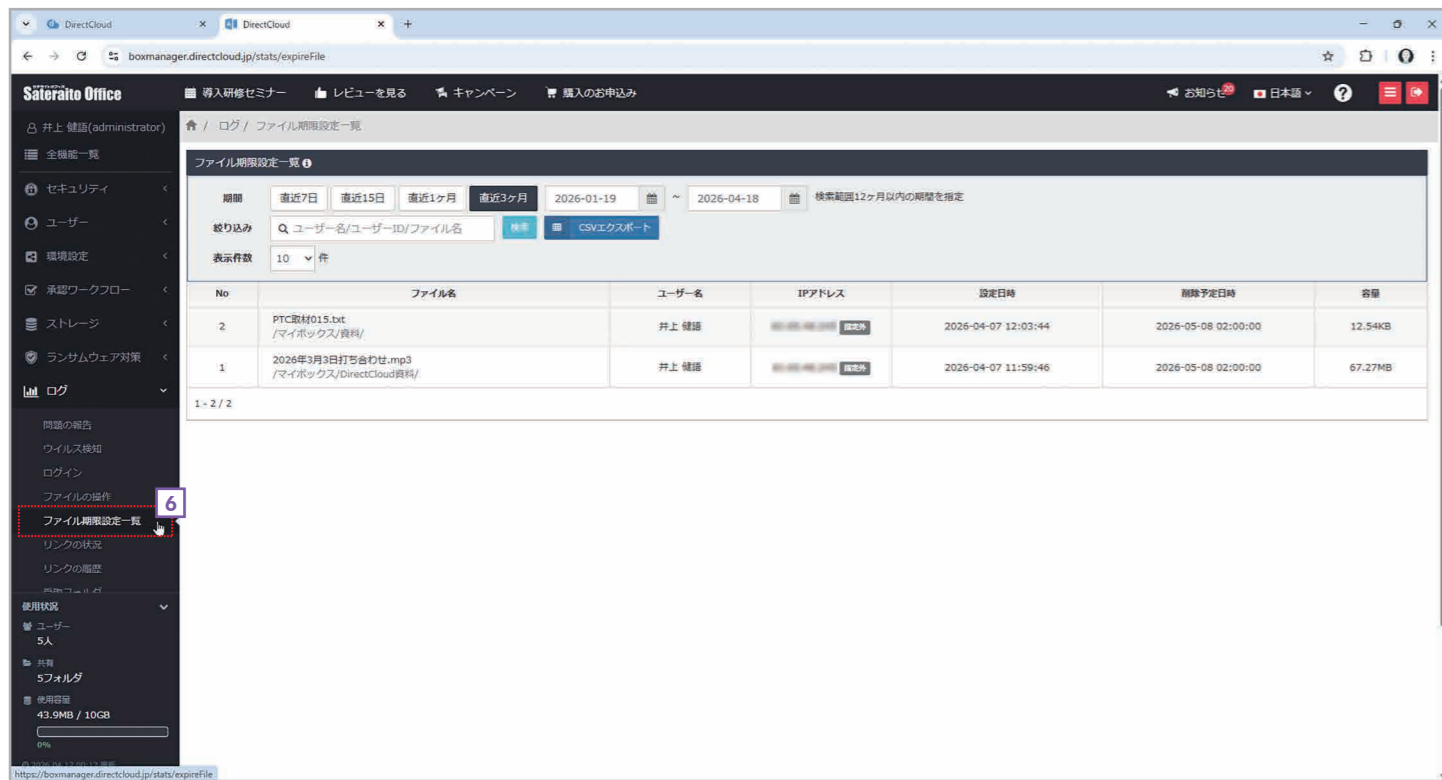 DirectCloud
DirectCloud
boxmanager.directcloud.jp/stats/expireFile
サテライトオフィス
Sateraito Office
導入研修セミナー
レビューを見る
キャンペーン
購入のお申込み
お知らせ
20
日本語
井上 健語(administrator)
全機能一覧
セキュリティ
ユーザー
環境設定
承認ワークフロー
ストレージ
ランサムウェア対策
ログ
問題の報告
ウイルス検知
ログイン
ファイルの操作
6
ファイル期限設定一覧
リンクの状況
リンクの履歴
受取フォルダ
使用状況
ユーザー
5人
共有
5フォルダ
使用容量
43.9MB / 10GB
0%
https://boxmanager.directcloud.jp/stats/expireFile
/ ログ / ファイル期限設定一覧
ファイル期限設定一覧
期間 直近7日 直近15日 直近1ヶ月 直近3ヶ月 2026-01-19 ~ 2026-04-18 検索範囲12ヶ月以内の期間を指定
絞り込み ユーザー名/ユーザーID/ファイル名 検索 CSVエクスポート
表示件数 10 件
No ファイル名 ユーザー名 IPアドレス 設定日時 削除予定日時 容量
2 PTC取材015.txt 井上 健語 指定外 2026-04-07 12:03:44 2026-05-08 02:00:00 12.54KB
/マイボックス/資料/
1 2026年3月3日打ち合わせ.mp3 井上 健語 指定外 2026-04-07 11:59:46 2026-05-08 02:00:00 67.27MB
/マイボックス/DirectCloud資料/
1 - 2 / 2